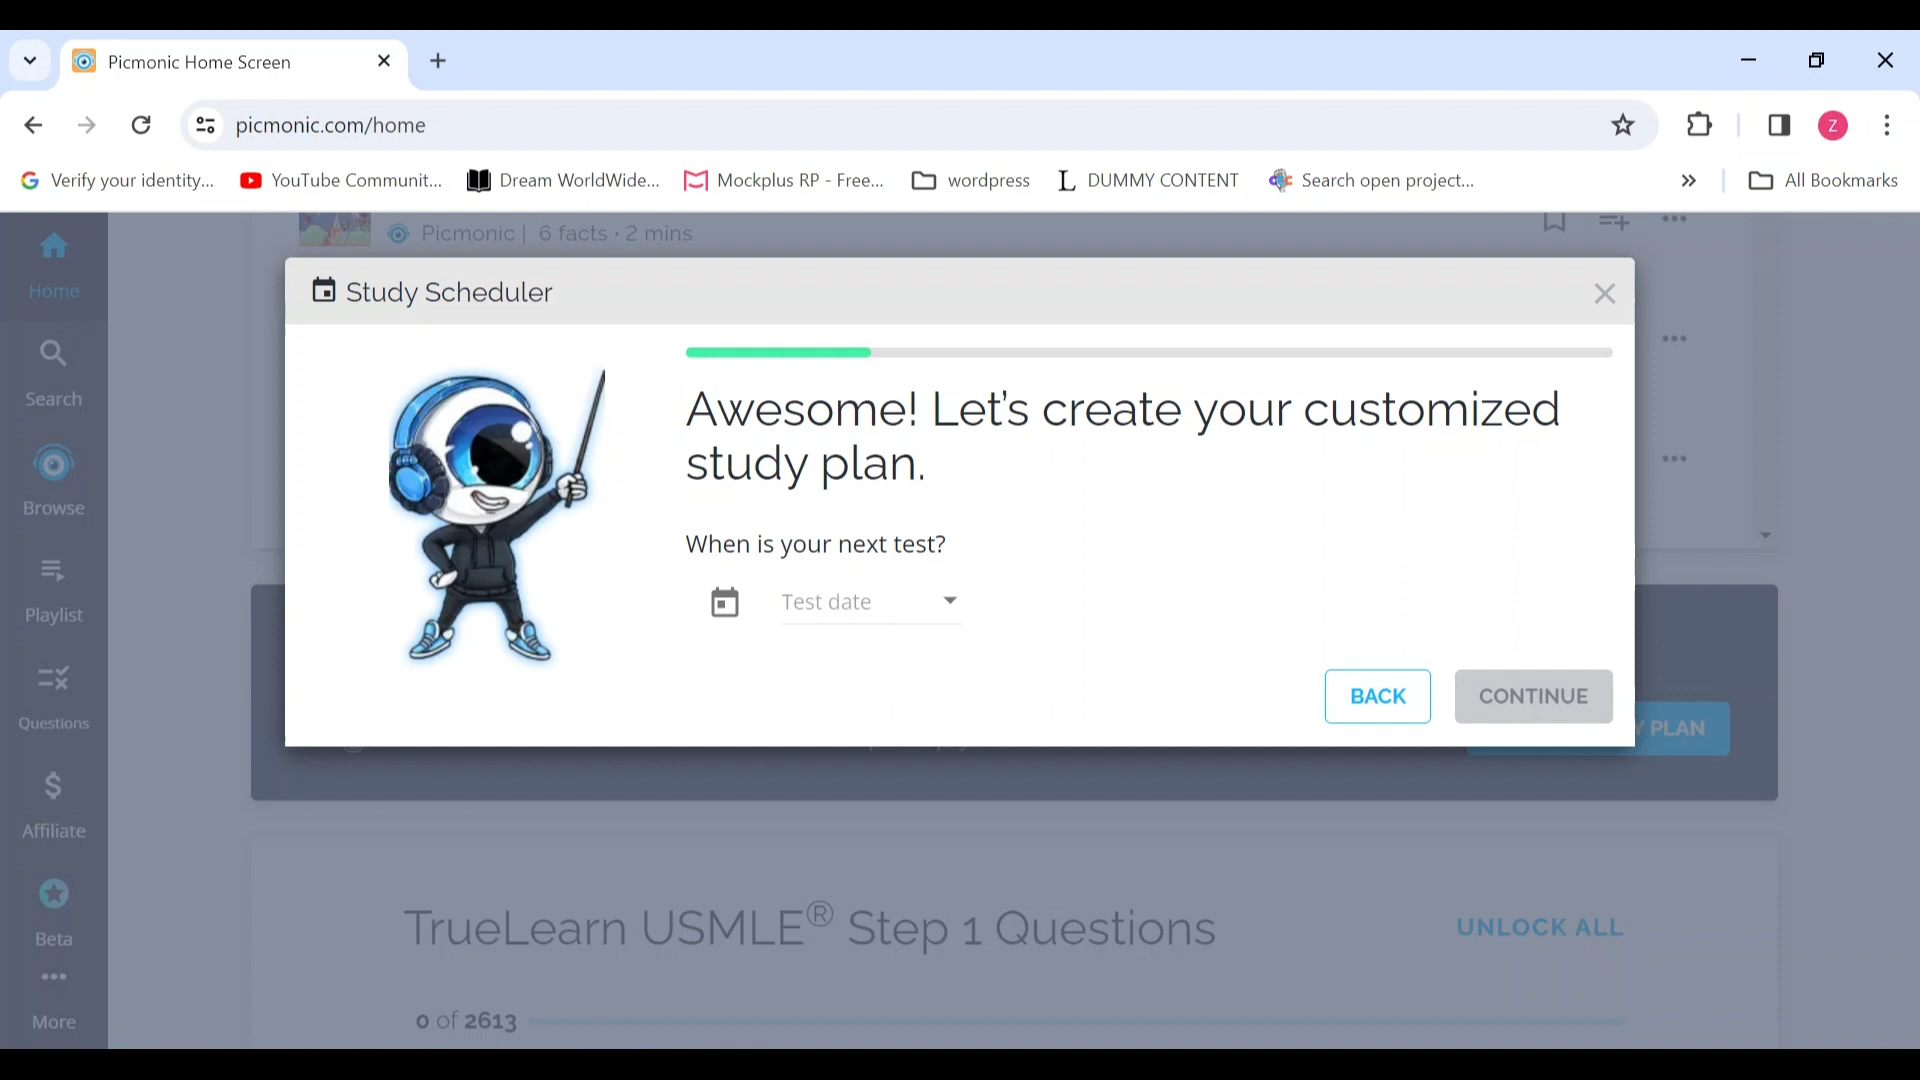 Picmonic Home Screen
picmonic.com/home
Z
Verify your identity...
YouTube Communit...
Dream WorldWide...
Mockplus RP - Free...
wordpress
L DUMMY CONTENT
Search open project...
All Bookmarks
Picmonic | 6 facts · 2 mins
Home
Search
Browse
Playlist
Questions
Affiliate
Beta
More
Study Scheduler
Awesome! Let's create your customized
study plan.
When is your next test?
Test date
BACK
CONTINUE
PLAN
TrueLearn USMLE® Step 1 Questions
UNLOCK ALL
0 of 2613